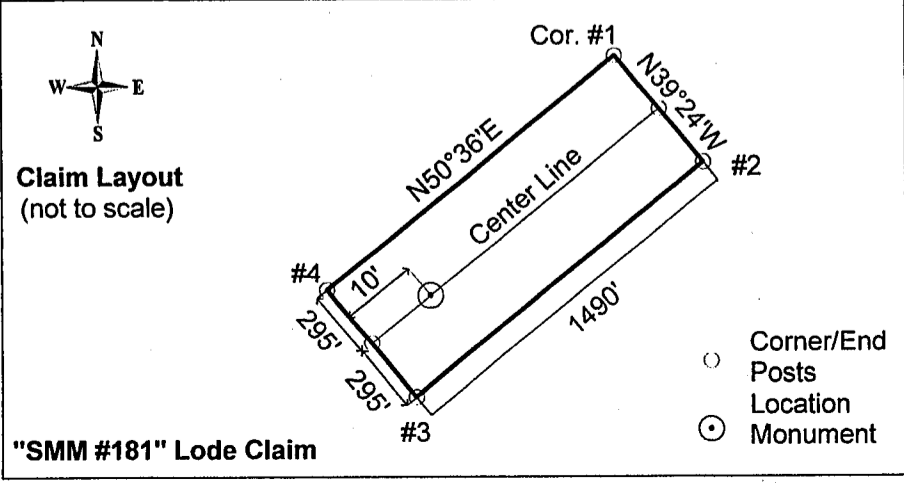 N
W E
S
Claim Layout
(not to scale)
Cor. #1
N39°24'W
#2
N50°36'E
Center Line
#4
10'
295'
295'
1490'
#3
Corner/End
Posts
Location
Monument
"SMM #181" Lode Claim